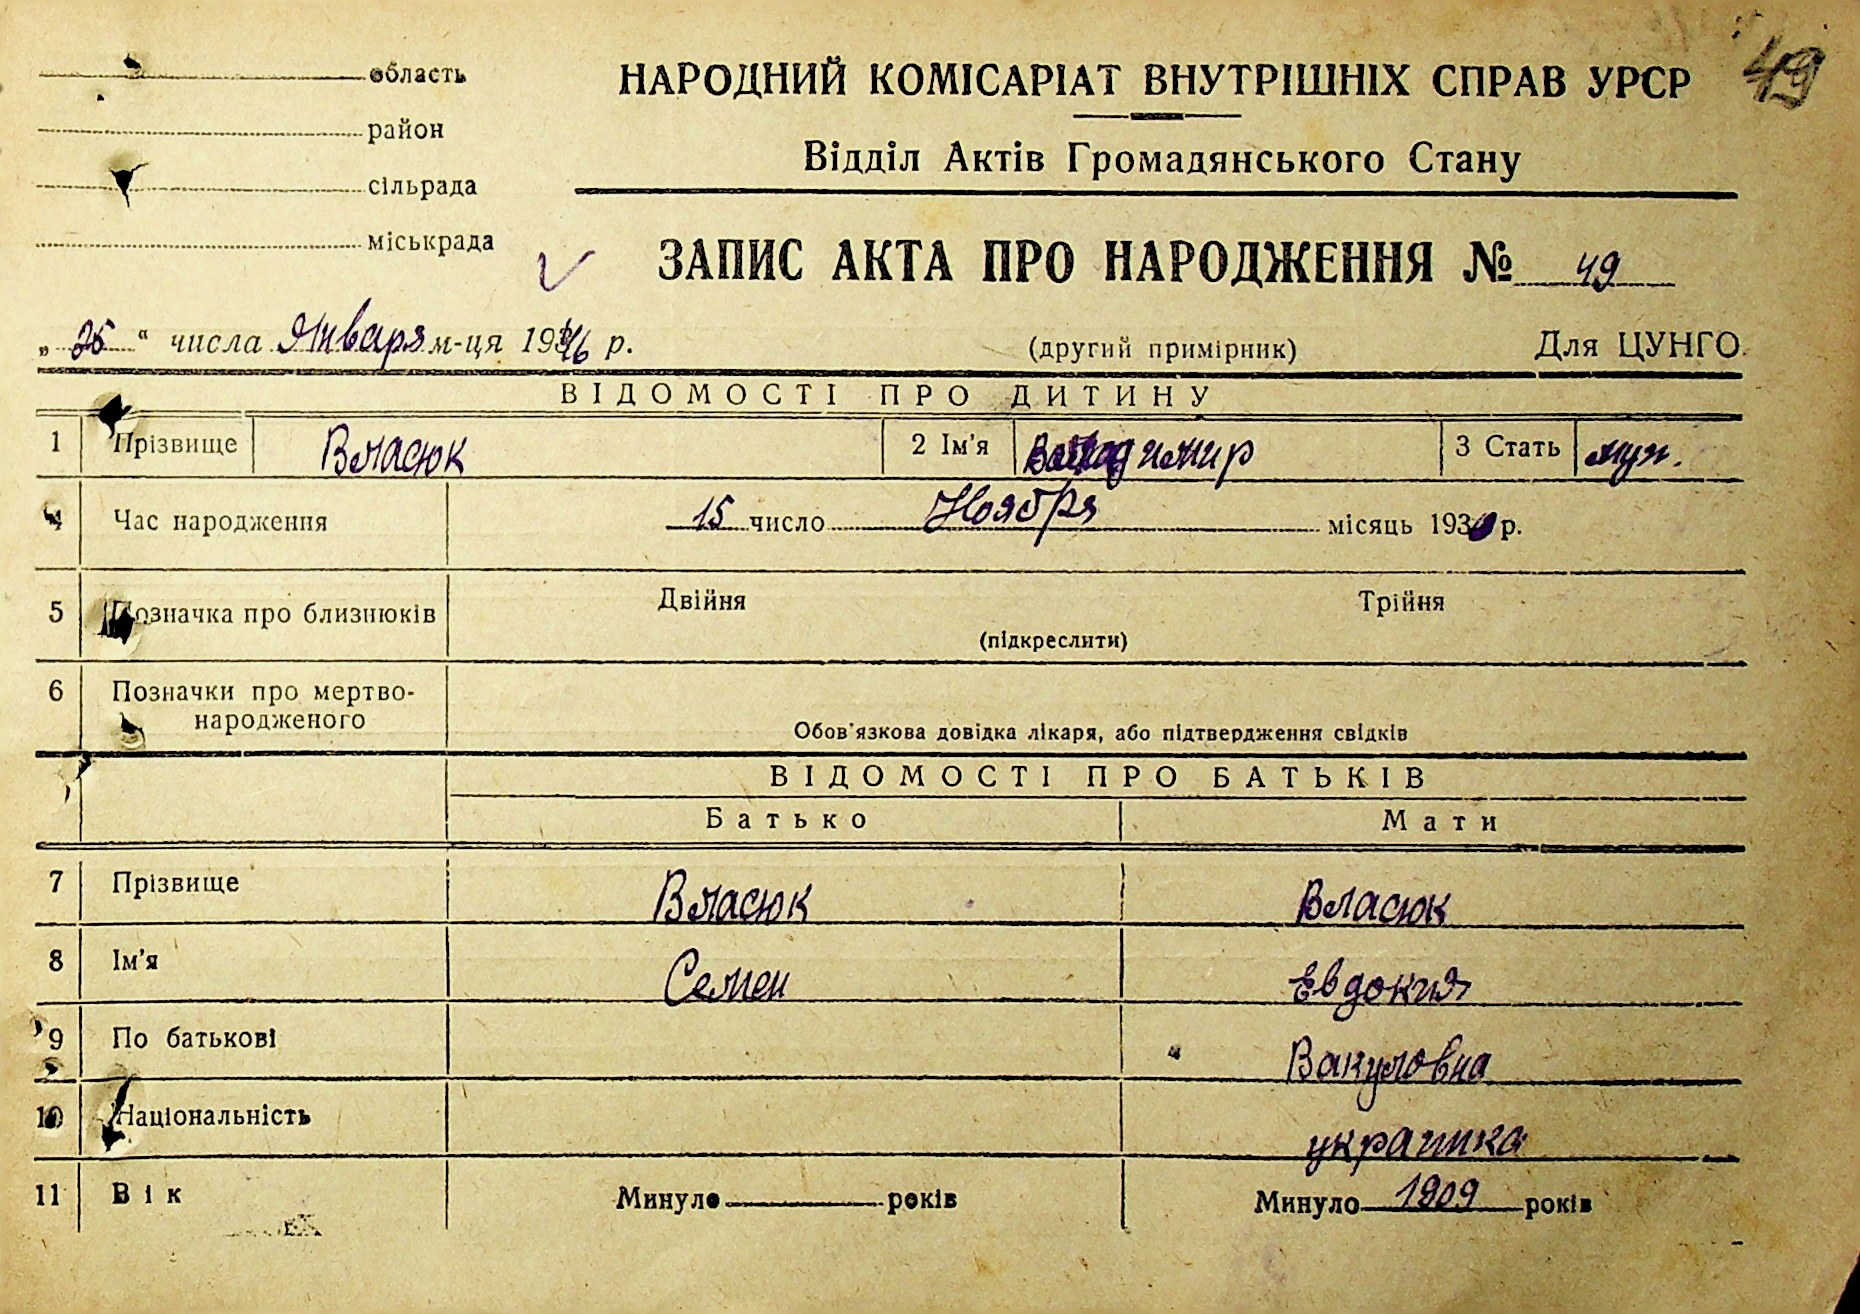 49
область
район
сільрада
міськрада
НАРОДНИЙ КОМІСАРІАТ ВНУТРІШНІХ СПРАВ УРСР
Відділ Актів Громадянського Стану
ЗАПИС АКТА ПРО НАРОДЖЕННЯ № 49
„ 25 “ числа Января м-ця 1946 р.
(другий примірник)
Для ЦУНГО
ВІДОМОСТІ ПРО ДИТИНУ
1 Прізвище Власюк 2 Ім'я Владимир 3 Стать муж.
4 Час народження 15 число Ноября місяць 193 р.
5 Позначка про близнюків Двійня Трійня
(підкреслити)
6 Позначки про мертво-
народженого
Обов'язкова довідка лікаря, або підтвердження свідків
ВІДОМОСТІ ПРО БАТЬКІВ
Батько Мати
7 Прізвище Власюк Власюк
8 Ім'я Семен Евдокия
9 По батькові Вакуловна
10 Національність украинка
11 Вік Минуло років Минуло 1909 років